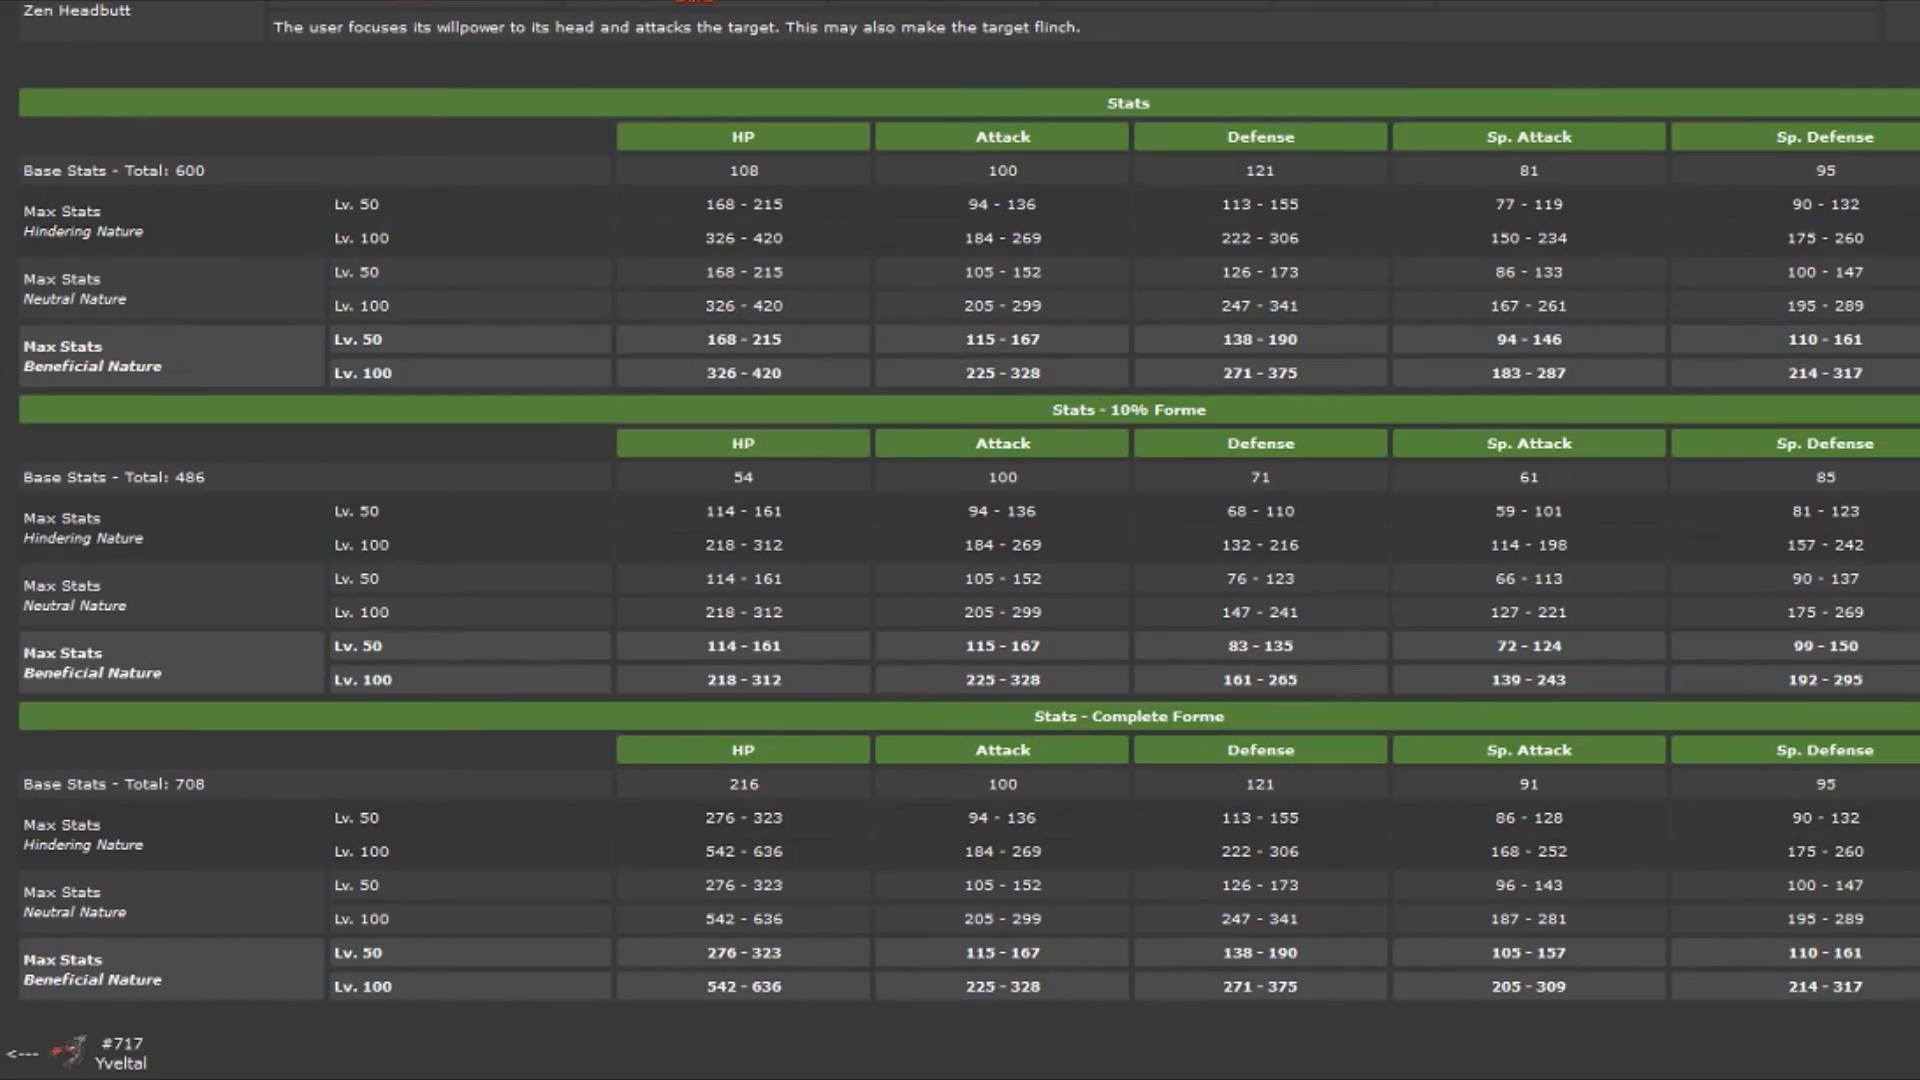 Zen Headbutt
The user focuses its willpower to its head and attacks the target. This may also make the target flinch.
Stats
HP Attack Defense Sp. Attack Sp. Defense
Base Stats - Total: 600 108 100 121 81 95
Max Stats
Hindering Nature
Lv. 50 168 - 215 94 - 136 113 - 155 77 - 119 90 - 132
Lv. 100 326 - 420 184 - 269 222 - 306 150 - 234 175 - 260
Max Stats
Neutral Nature
Lv. 50 168 - 215 105 - 152 126 - 173 86 - 133 100 - 147
Lv. 100 326 - 420 205 - 299 247 - 341 167 - 261 195 - 289
Max Stats
Beneficial Nature
Lv. 50 168 - 215 115 - 167 138 - 190 94 - 146 110 - 161
Lv. 100 326 - 420 225 - 328 271 - 375 183 - 287 214 - 317
Stats - 10% Forme
HP Attack Defense Sp. Attack Sp. Defense
Base Stats - Total: 486 54 100 71 61 85
Max Stats
Hindering Nature
Lv. 50 114 - 161 94 - 136 68 - 110 59 - 101 81 - 123
Lv. 100 218 - 312 184 - 269 132 - 216 114 - 198 157 - 242
Max Stats
Neutral Nature
Lv. 50 114 - 161 105 - 152 76 - 123 66 - 113 90 - 137
Lv. 100 218 - 312 205 - 299 147 - 241 127 - 221 175 - 269
Max Stats
Beneficial Nature
Lv. 50 114 - 161 115 - 167 83 - 135 72 - 124 99 - 150
Lv. 100 218 - 312 225 - 328 161 - 265 139 - 243 192 - 295
Stats - Complete Forme
HP Attack Defense Sp. Attack Sp. Defense
Base Stats - Total: 708 216 100 121 91 95
Max Stats
Hindering Nature
Lv. 50 276 - 323 94 - 136 113 - 155 86 - 128 90 - 132
Lv. 100 542 - 636 184 - 269 222 - 306 168 - 252 175 - 260
Max Stats
Neutral Nature
Lv. 50 276 - 323 105 - 152 126 - 173 96 - 143 100 - 147
Lv. 100 542 - 636 205 - 299 247 - 341 187 - 281 195 - 289
Max Stats
Beneficial Nature
Lv. 50 276 - 323 115 - 167 138 - 190 105 - 157 110 - 161
Lv. 100 542 - 636 225 - 328 271 - 375 205 - 309 214 - 317
<--- #717
Yveltal